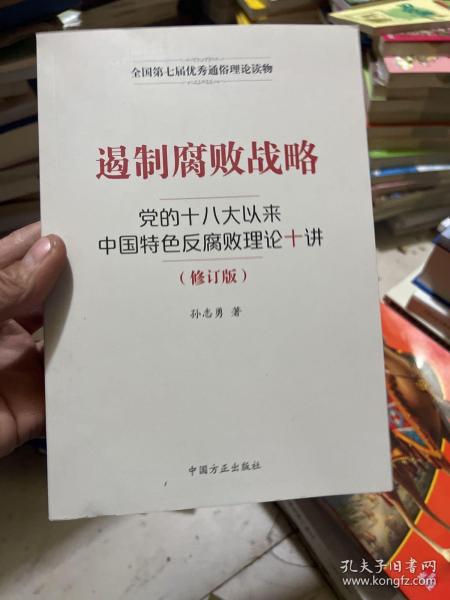 全国第七届优秀通俗理论读物
遏制腐败战略
党的十八大以来
中国特色反腐败理论十讲
（修订版）
孙志勇 著
中国方正出版社
孔夫子旧书网
www.kongfz.com